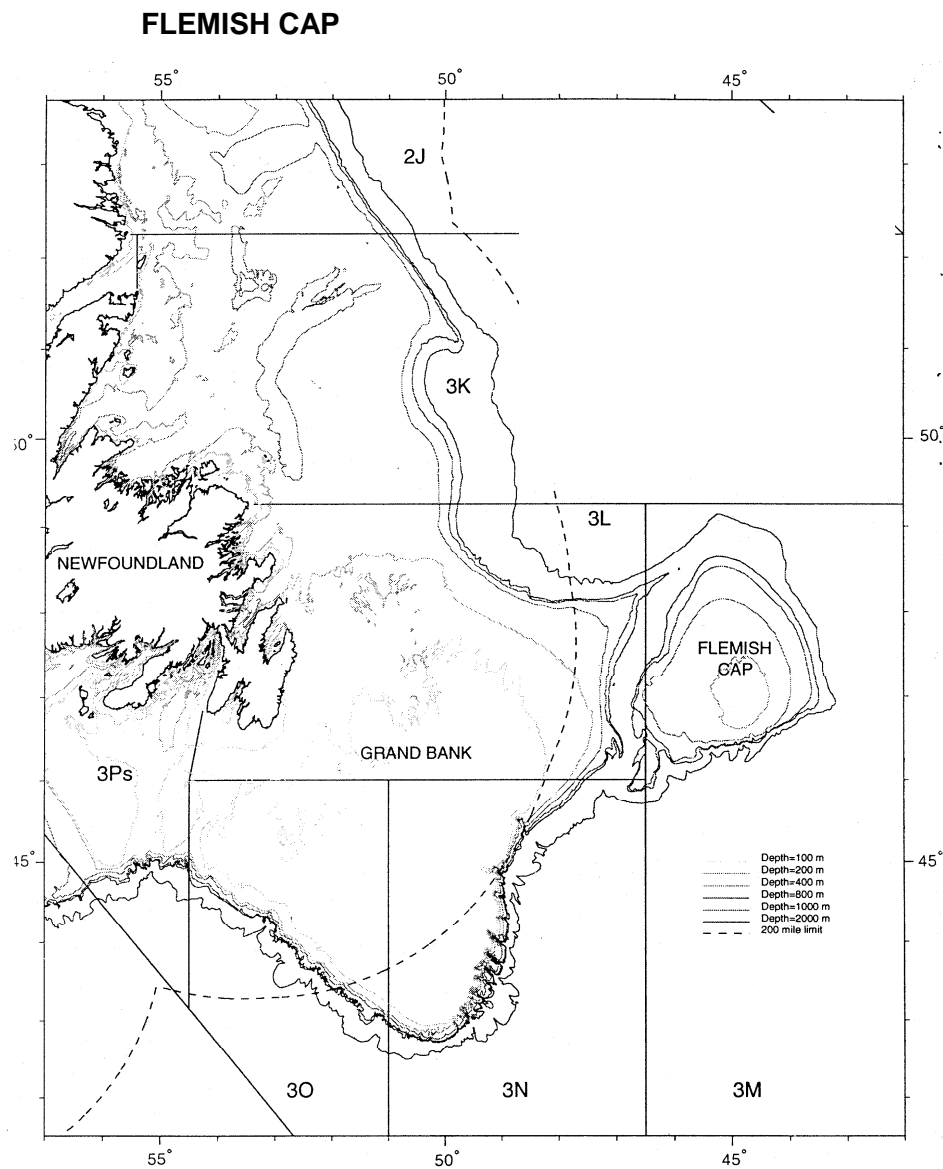 FLEMISH CAP
55° 50° 45°
2J
3K
50° 50°
3L
NEWFOUNDLAND
FLEMISH
CAP
GRAND BANK
3Ps
45° 45°
Depth=100 m
Depth=200 m
Depth=400 m
Depth=800 m
Depth=1000 m
Depth=2000 m
200 mile limit
3O 3N 3M
55° 50° 45°